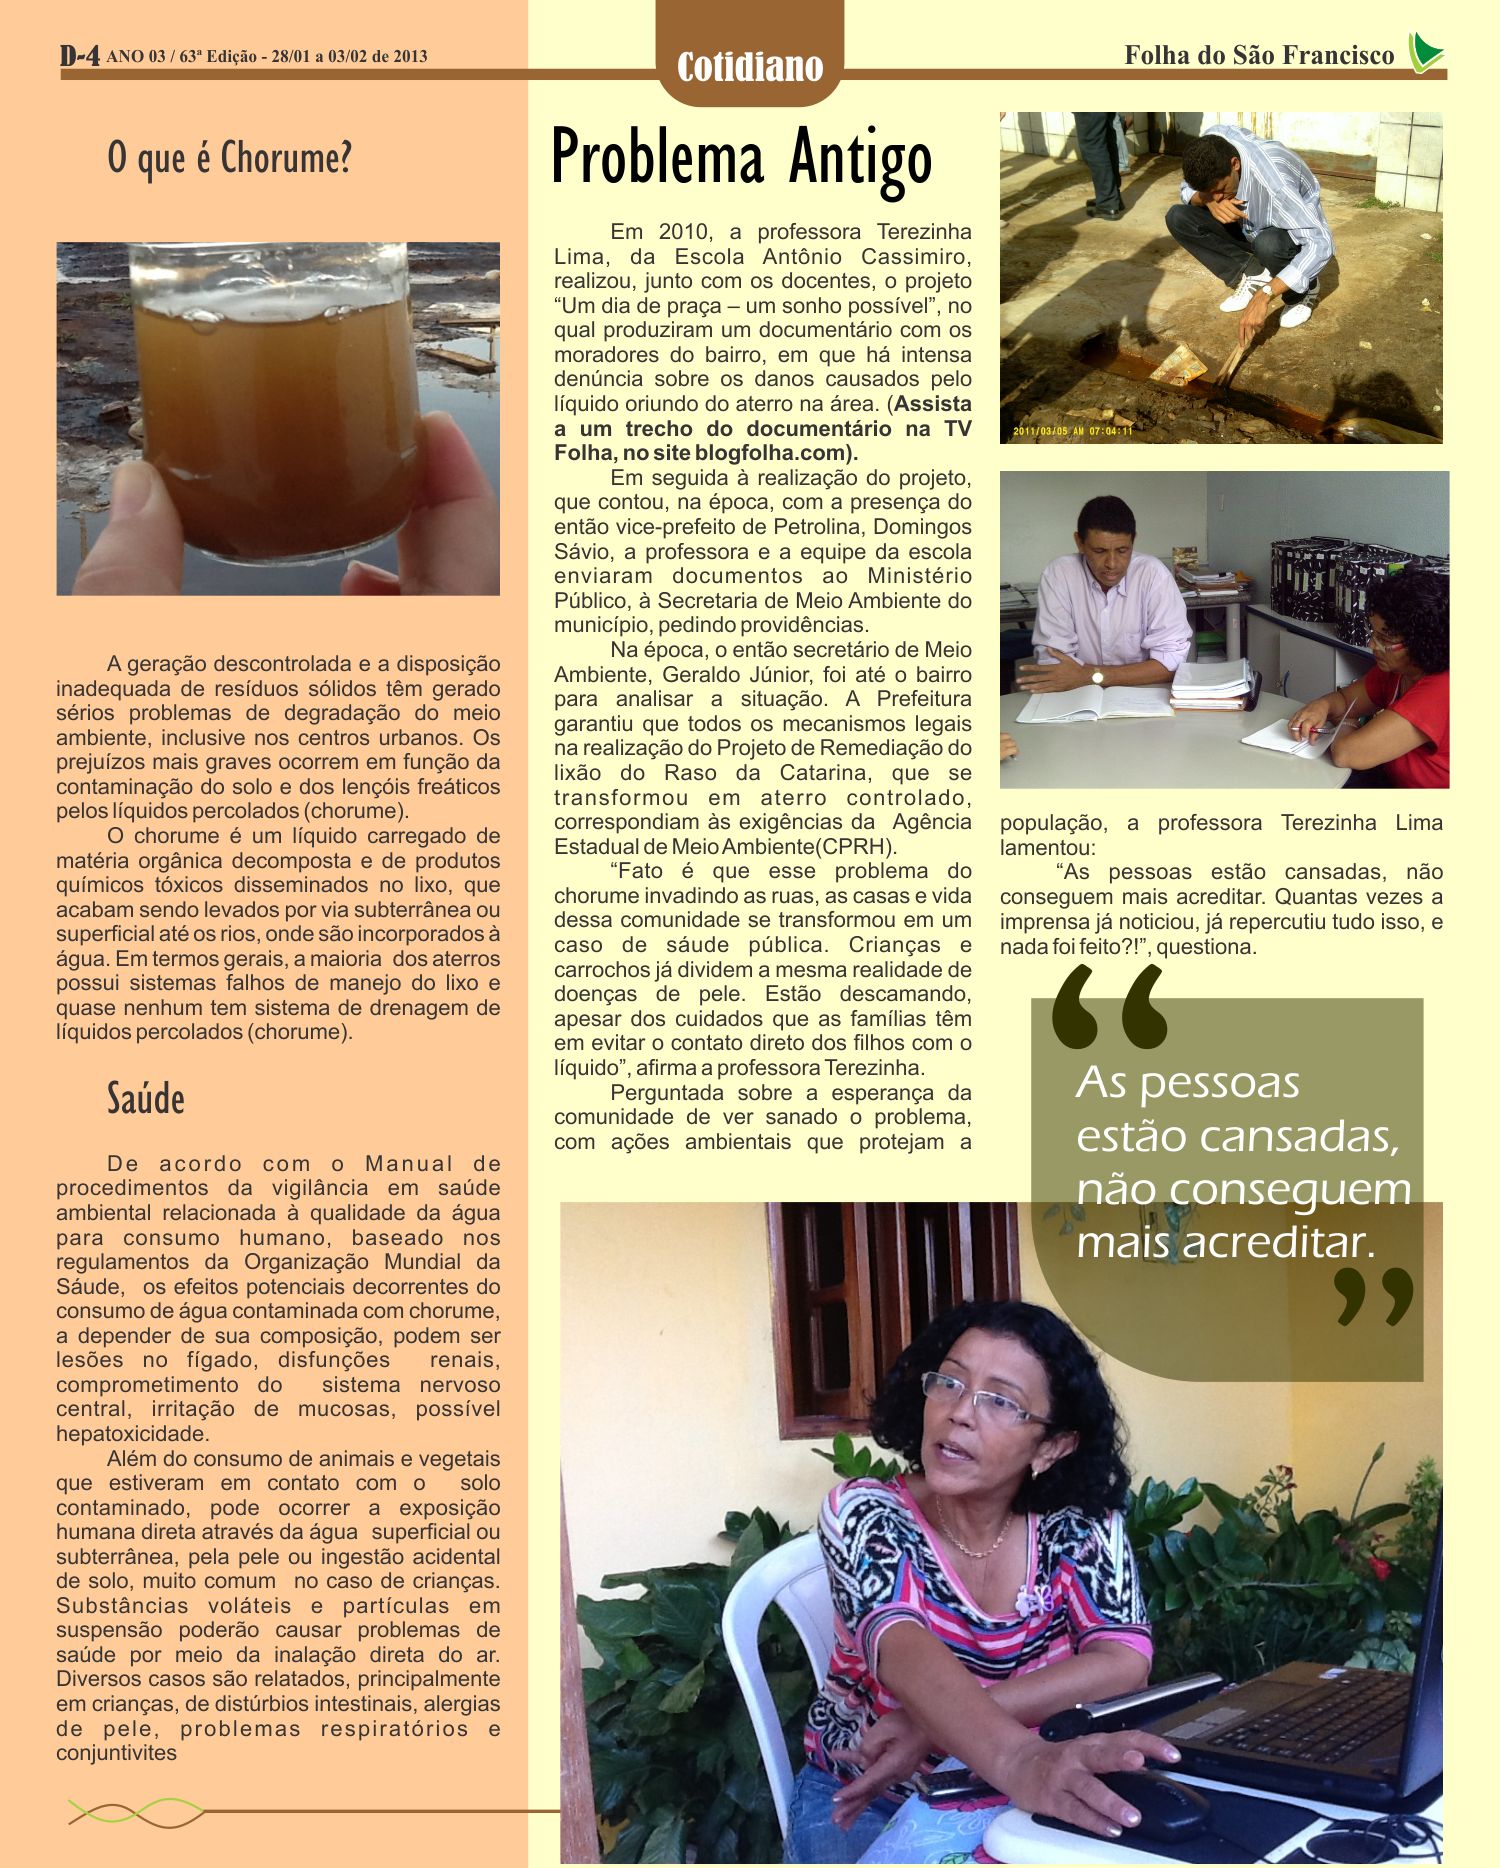 D-4 ANO 03 / 63ª Edição - 28/01 a 03/02 de 2013
Cotidiano
Folha do São Francisco
O que é Chorume?
A geração descontrolada e a disposição
inadequada de resíduos sólidos têm gerado
sérios problemas de degradação do meio
ambiente, inclusive nos centros urbanos. Os
prejuízos mais graves ocorrem em função da
contaminação do solo e dos lençóis freáticos
pelos líquidos percolados (chorume).
O chorume é um líquido carregado de
matéria orgânica decomposta e de produtos
químicos tóxicos disseminados no lixo, que
acabam sendo levados por via subterrânea ou
superficial até os rios, onde são incorporados à
água. Em termos gerais, a maioria dos aterros
possui sistemas falhos de manejo do lixo e
quase nenhum tem sistema de drenagem de
líquidos percolados (chorume).
Saúde
De acordo com o Manual de
procedimentos da vigilância em saúde
ambiental relacionada à qualidade da água
para consumo humano, baseado nos
regulamentos da Organização Mundial da
Sáude, os efeitos potenciais decorrentes do
consumo de água contaminada com chorume,
a depender de sua composição, podem ser
lesões no fígado, disfunções renais,
comprometimento do sistema nervoso
central, irritação de mucosas, possível
hepatoxicidade.
Além do consumo de animais e vegetais
que estiveram em contato com o solo
contaminado, pode ocorrer a exposição
humana direta através da água superficial ou
subterrânea, pela pele ou ingestão acidental
de solo, muito comum no caso de crianças.
Substâncias voláteis e partículas em
suspensão poderão causar problemas de
saúde por meio da inalação direta do ar.
Diversos casos são relatados, principalmente
em crianças, de distúrbios intestinais, alergias
de pele, problemas respiratórios e
conjuntivites
Problema Antigo
Em 2010, a professora Terezinha
Lima, da Escola Antônio Cassimiro,
realizou, junto com os docentes, o projeto
“Um dia de praça – um sonho possível”, no
qual produziram um documentário com os
moradores do bairro, em que há intensa
denúncia sobre os danos causados pelo
líquido oriundo do aterro na área. (Assista
a um trecho do documentário na TV
Folha, no site blogfolha.com).
Em seguida à realização do projeto,
que contou, na época, com a presença do
então vice-prefeito de Petrolina, Domingos
Sávio, a professora e a equipe da escola
enviaram documentos ao Ministério
Público, à Secretaria de Meio Ambiente do
município, pedindo providências.
Na época, o então secretário de Meio
Ambiente, Geraldo Júnior, foi até o bairro
para analisar a situação. A Prefeitura
garantiu que todos os mecanismos legais
na realização do Projeto de Remediação do
lixão do Raso da Catarina, que se
transformou em aterro controlado,
correspondiam às exigências da Agência
Estadual de Meio Ambiente(CPRH).
“Fato é que esse problema do
chorume invadindo as ruas, as casas e vida
dessa comunidade se transformou em um
caso de sáude pública. Crianças e
carrochos já dividem a mesma realidade de
doenças de pele. Estão descamando,
apesar dos cuidados que as famílias têm
em evitar o contato direto dos filhos com o
líquido”, afirma a professora Terezinha.
Perguntada sobre a esperança da
comunidade de ver sanado o problema,
com ações ambientais que protejam a
2011/03/05 AM 07:04:11
população, a professora Terezinha Lima
lamentou:
“As pessoas estão cansadas, não
conseguem mais acreditar. Quantas vezes a
imprensa já noticiou, já repercutiu tudo isso, e
nada foi feito?!”, questiona.
“As pessoas
estão cansadas,
não conseguem
mais acreditar.”